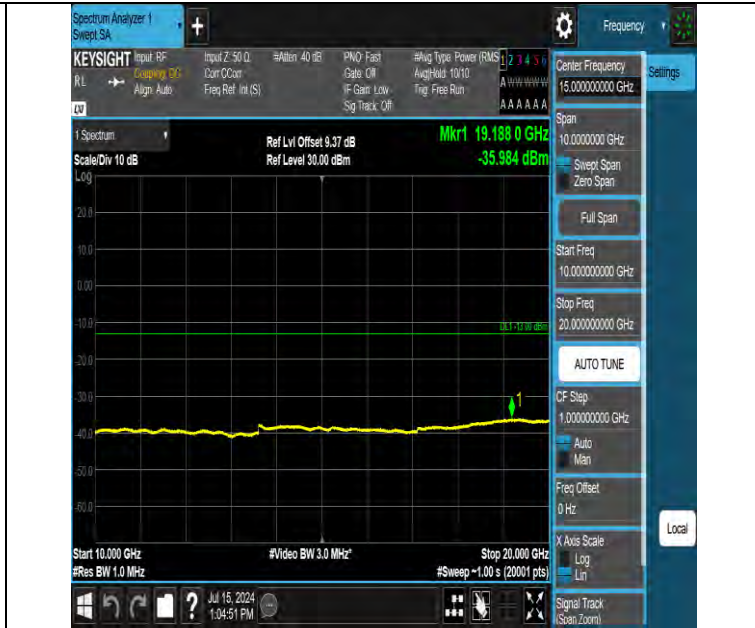 Spectrum Analyzer 1
Swept SA
+
Frequency
KEYSIGHT Input: RF Input Z: 50 Ω #Atten: 40 dB PNO: Fast #Avg Type: Power (RMS 1 2 3 4 5 6
RL Coupling: DC Corr CCorr Gate: Off Avg|Hold: 10/10 A W W W W W
Align: Auto Freq Ref: Int (S) IF Gain: Low Trig: Free Run
Sig Track: Off A A A A A A
LXI
Center Frequency
15.000000000 GHz
Settings
1 Spectrum
Scale/Div 10 dB
Ref Lvl Offset 9.37 dB
Ref Level 30.00 dBm
Mkr1 19.188 0 GHz
-35.984 dBm
Log
20.0
10.0
0.00
-10.0
-20.0
-30.0
-40.0
-50.0
-60.0
DL1 -13.00 dBm
1
Start 10.000 GHz
#Res BW 1.0 MHz
#Video BW 3.0 MHz*
Stop 20.000 GHz
#Sweep ~1.00 s (20001 pts)
Span
10.0000000 GHz
Swept Span
Zero Span
Full Span
Start Freq
10.000000000 GHz
Stop Freq
20.000000000 GHz
AUTO TUNE
CF Step
1.000000000 GHz
Auto
Man
Freq Offset
0 Hz
X Axis Scale
Log
Lin
Signal Track
(Span Zoom)
Local
?
Jul 15, 2024
1:04:51 PM